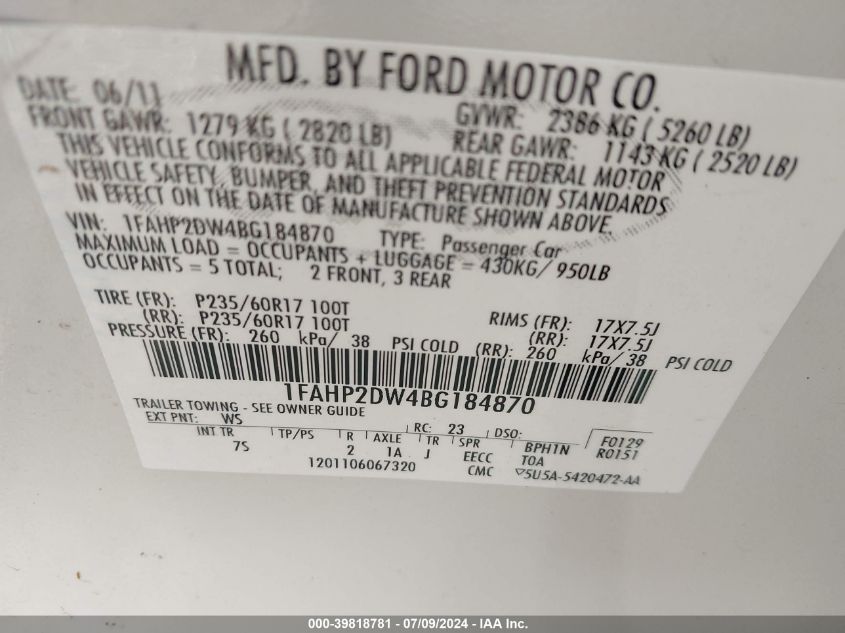 MFD. BY FORD MOTOR CO.
DATE: 06/11 GVWR: 2386 KG ( 5260 LB)
FRONT GAWR: 1279 KG ( 2820 LB) REAR GAWR: 1143 KG ( 2520 LB)
THIS VEHICLE CONFORMS TO ALL APPLICABLE FEDERAL MOTOR
VEHICLE SAFETY, BUMPER, AND THEFT PREVENTION STANDARDS
IN EFFECT ON THE DATE OF MANUFACTURE SHOWN ABOVE.
VIN: 1FAHP2DW4BG184870 TYPE: Passenger Car
MAXIMUM LOAD = OCCUPANTS + LUGGAGE = 430KG/ 950LB
OCCUPANTS = 5 TOTAL; 2 FRONT, 3 REAR
TIRE (FR): P235/60R17 100T RIMS (FR): 17X7.5J
(RR): P235/60R17 100T (RR): 17X7.5J
PRESSURE (FR): 260 kPa/ 38 PSI COLD (RR): 260 kPa/ 38 PSI COLD
1FAHP2DW4BG184870
TRAILER TOWING - SEE OWNER GUIDE
EXT PNT: WS RC: 23 DSO: F0129
INT TR TP/PS R AXLE TR SPR BPH1N R0151
7S 2 1A J EECC TOA
1201106067320 CMC ▽5U5A-5420472-AA
000-39818781 - 07/09/2024 - IAA Inc.